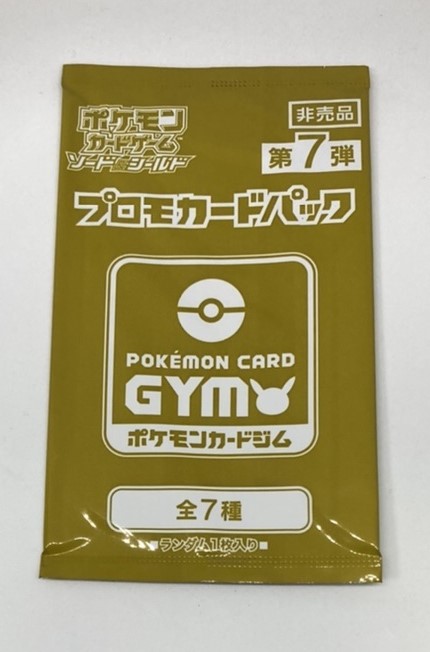 ポケモン
カードゲーム
ソード&シールド
非売品
第7弾
プロモカードパック
POKÉMON CARD
GYM
ポケモンカードジム
全7種
■ランダム1枚入り■